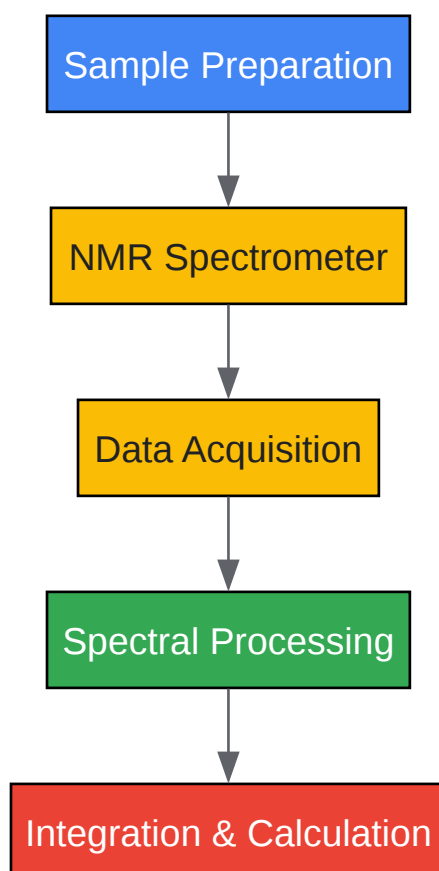 Sample Preparation
NMR Spectrometer
Data Acquisition
Spectral Processing
Integration & Calculation